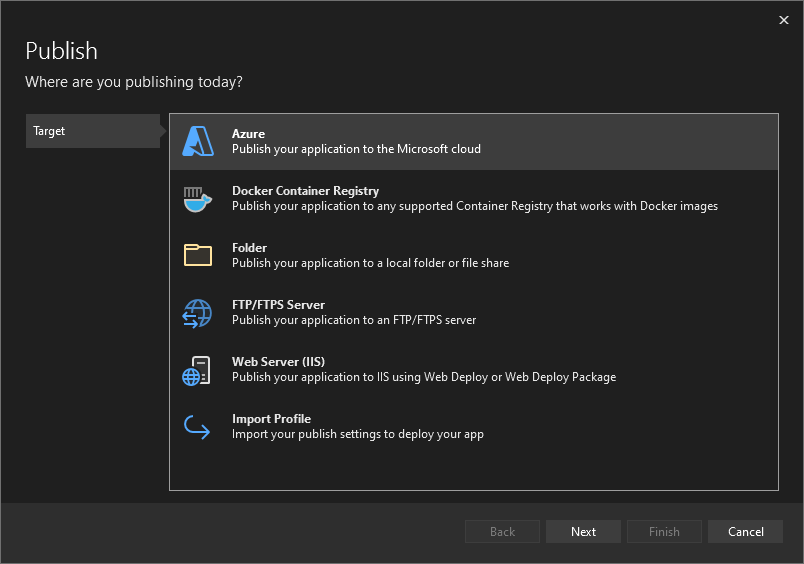 Publish
Where are you publishing today?
Target
Azure
Publish your application to the Microsoft cloud
Docker Container Registry
Publish your application to any supported Container Registry that works with Docker images
Folder
Publish your application to a local folder or file share
FTP/FTPS Server
Publish your application to an FTP/FTPS server
Web Server (IIS)
Publish your application to IIS using Web Deploy or Web Deploy Package
Import Profile
Import your publish settings to deploy your app
Back Next Finish Cancel